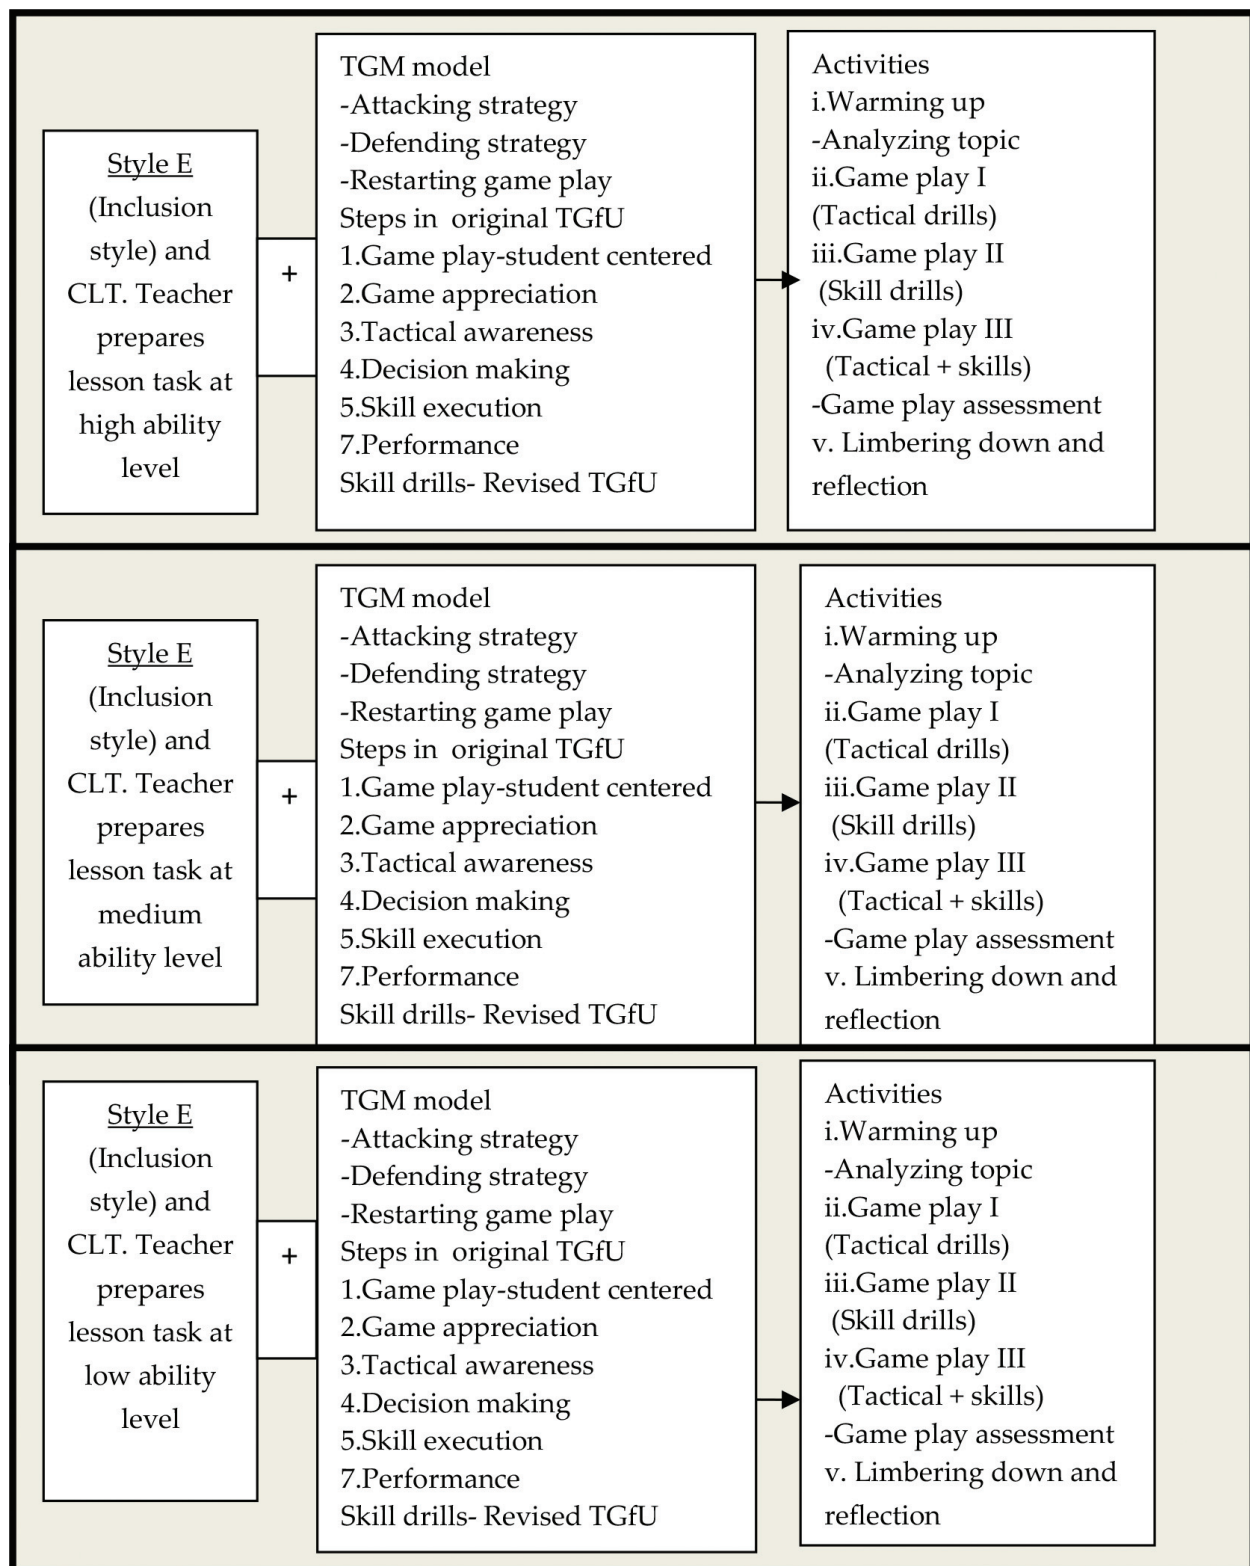 Style E
(Inclusion
style) and
CLT. Teacher
prepares
lesson task at
high ability
level
+
TGM model
-Attacking strategy
-Defending strategy
-Restarting game play
Steps in  original TGfU
1.Game play-student centered
2.Game appreciation
3.Tactical awareness
4.Decision making
5.Skill execution
7.Performance
Skill drills- Revised TGfU
Activities
i.Warming up
-Analyzing topic
ii.Game play I
(Tactical drills)
iii.Game play II
(Skill drills)
iv.Game play III
(Tactical + skills)
-Game play assessment
v. Limbering down and
reflection
Style E
(Inclusion
style) and
CLT. Teacher
prepares
lesson task at
medium
ability level
+
TGM model
-Attacking strategy
-Defending strategy
-Restarting game play
Steps in  original TGfU
1.Game play-student centered
2.Game appreciation
3.Tactical awareness
4.Decision making
5.Skill execution
7.Performance
Skill drills- Revised TGfU
Activities
i.Warming up
-Analyzing topic
ii.Game play I
(Tactical drills)
iii.Game play II
(Skill drills)
iv.Game play III
(Tactical + skills)
-Game play assessment
v. Limbering down and
reflection
Style E
(Inclusion
style) and
CLT. Teacher
prepares
lesson task at
low ability
level
+
TGM model
-Attacking strategy
-Defending strategy
-Restarting game play
Steps in  original TGfU
1.Game play-student centered
2.Game appreciation
3.Tactical awareness
4.Decision making
5.Skill execution
7.Performance
Skill drills- Revised TGfU
Activities
i.Warming up
-Analyzing topic
ii.Game play I
(Tactical drills)
iii.Game play II
(Skill drills)
iv.Game play III
(Tactical + skills)
-Game play assessment
v. Limbering down and
reflection